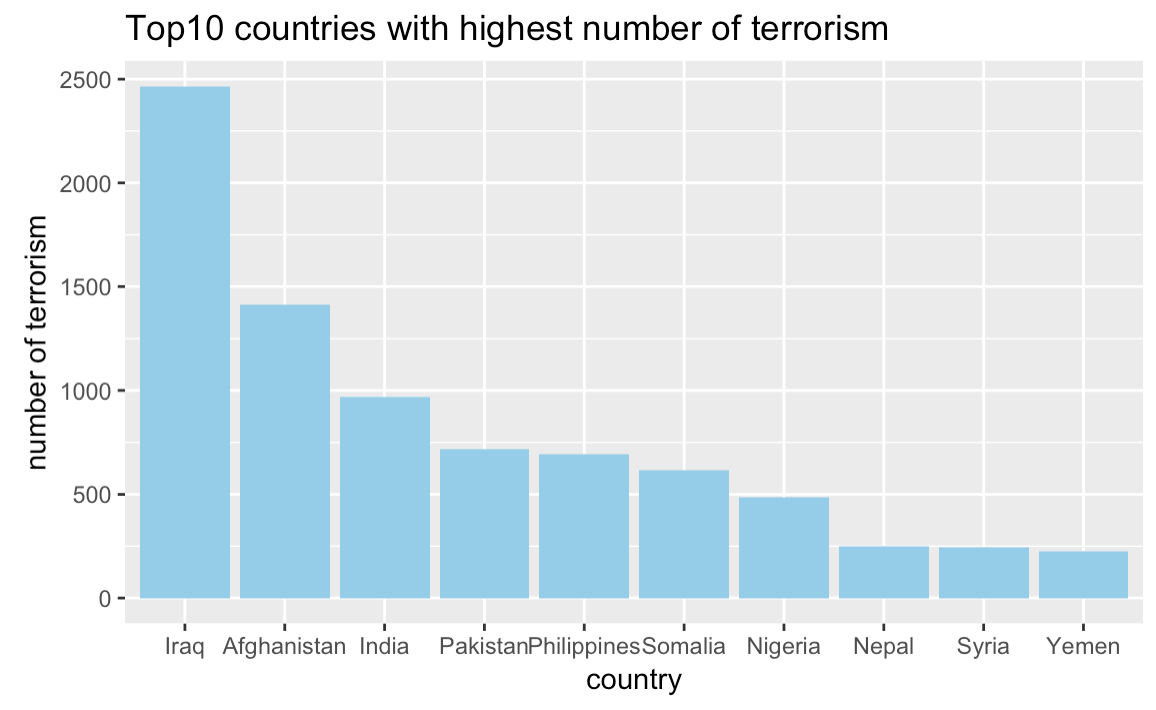 Top10 countries with highest number of terrorism
number of terrorism
2500
2000
1500
1000
500
0
Iraq Afghanistan India Pakistan Philippines Somalia Nigeria Nepal Syria Yemen
country